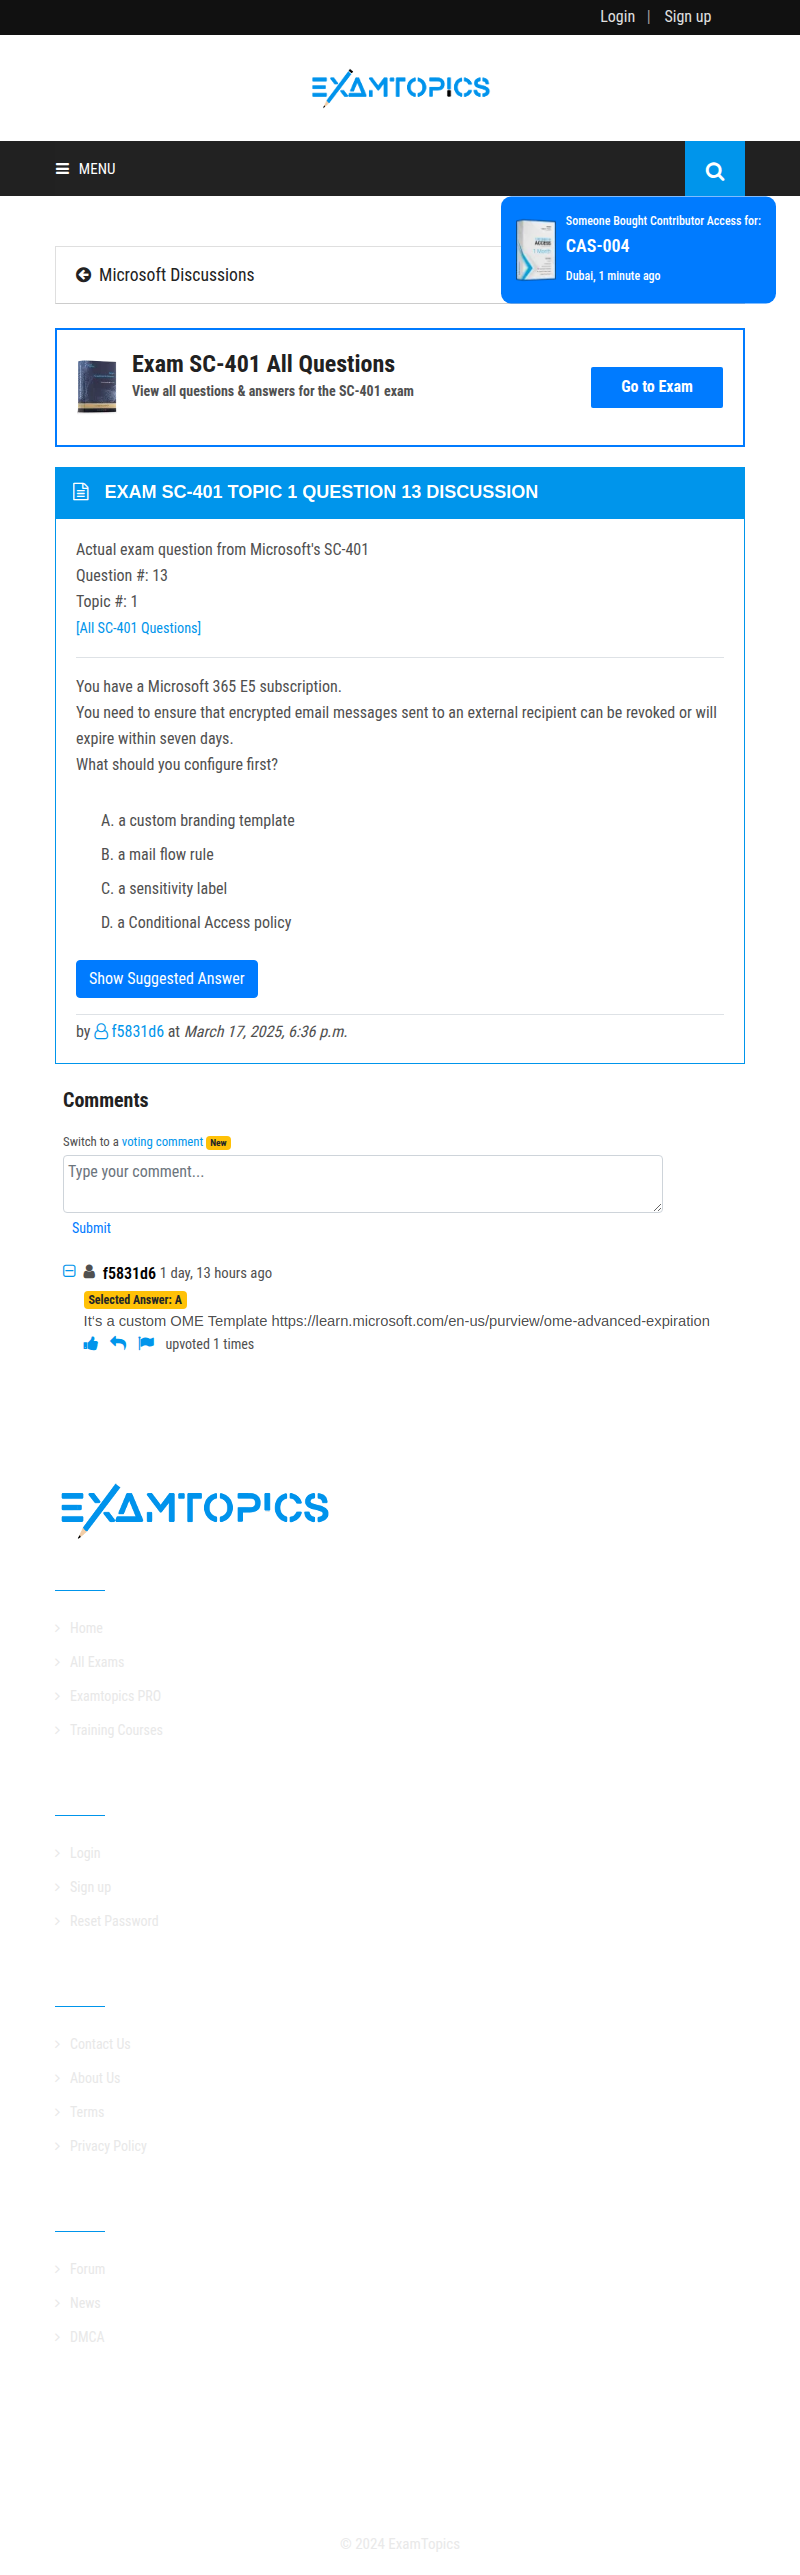 Login | Sign up
EXAMTOPICS
MENU
Someone Bought Contributor Access for:
CAS-004
Dubai, 1 minute ago
Microsoft Discussions
Exam SC-401 All Questions
View all questions & answers for the SC-401 exam
Go to Exam
EXAM SC-401 TOPIC 1 QUESTION 13 DISCUSSION
Actual exam question from Microsoft's SC-401
Question #: 13
Topic #: 1
[All SC-401 Questions]
You have a Microsoft 365 E5 subscription.
You need to ensure that encrypted email messages sent to an external recipient can be revoked or will
expire within seven days.
What should you configure first?
A. a custom branding template
B. a mail flow rule
C. a sensitivity label
D. a Conditional Access policy
Show Suggested Answer
by f5831d6 at March 17, 2025, 6:36 p.m.
Comments
Switch to a voting comment New
Type your comment...
Submit
f5831d6 1 day, 13 hours ago
Selected Answer: A
It's a custom OME Template https://learn.microsoft.com/en-us/purview/ome-advanced-expiration
upvoted 1 times
EXAMTOPICS
Home
All Exams
Examtopics PRO
Training Courses
Login
Sign up
Reset Password
Contact Us
About Us
Terms
Privacy Policy
Forum
News
DMCA
© 2024 ExamTopics